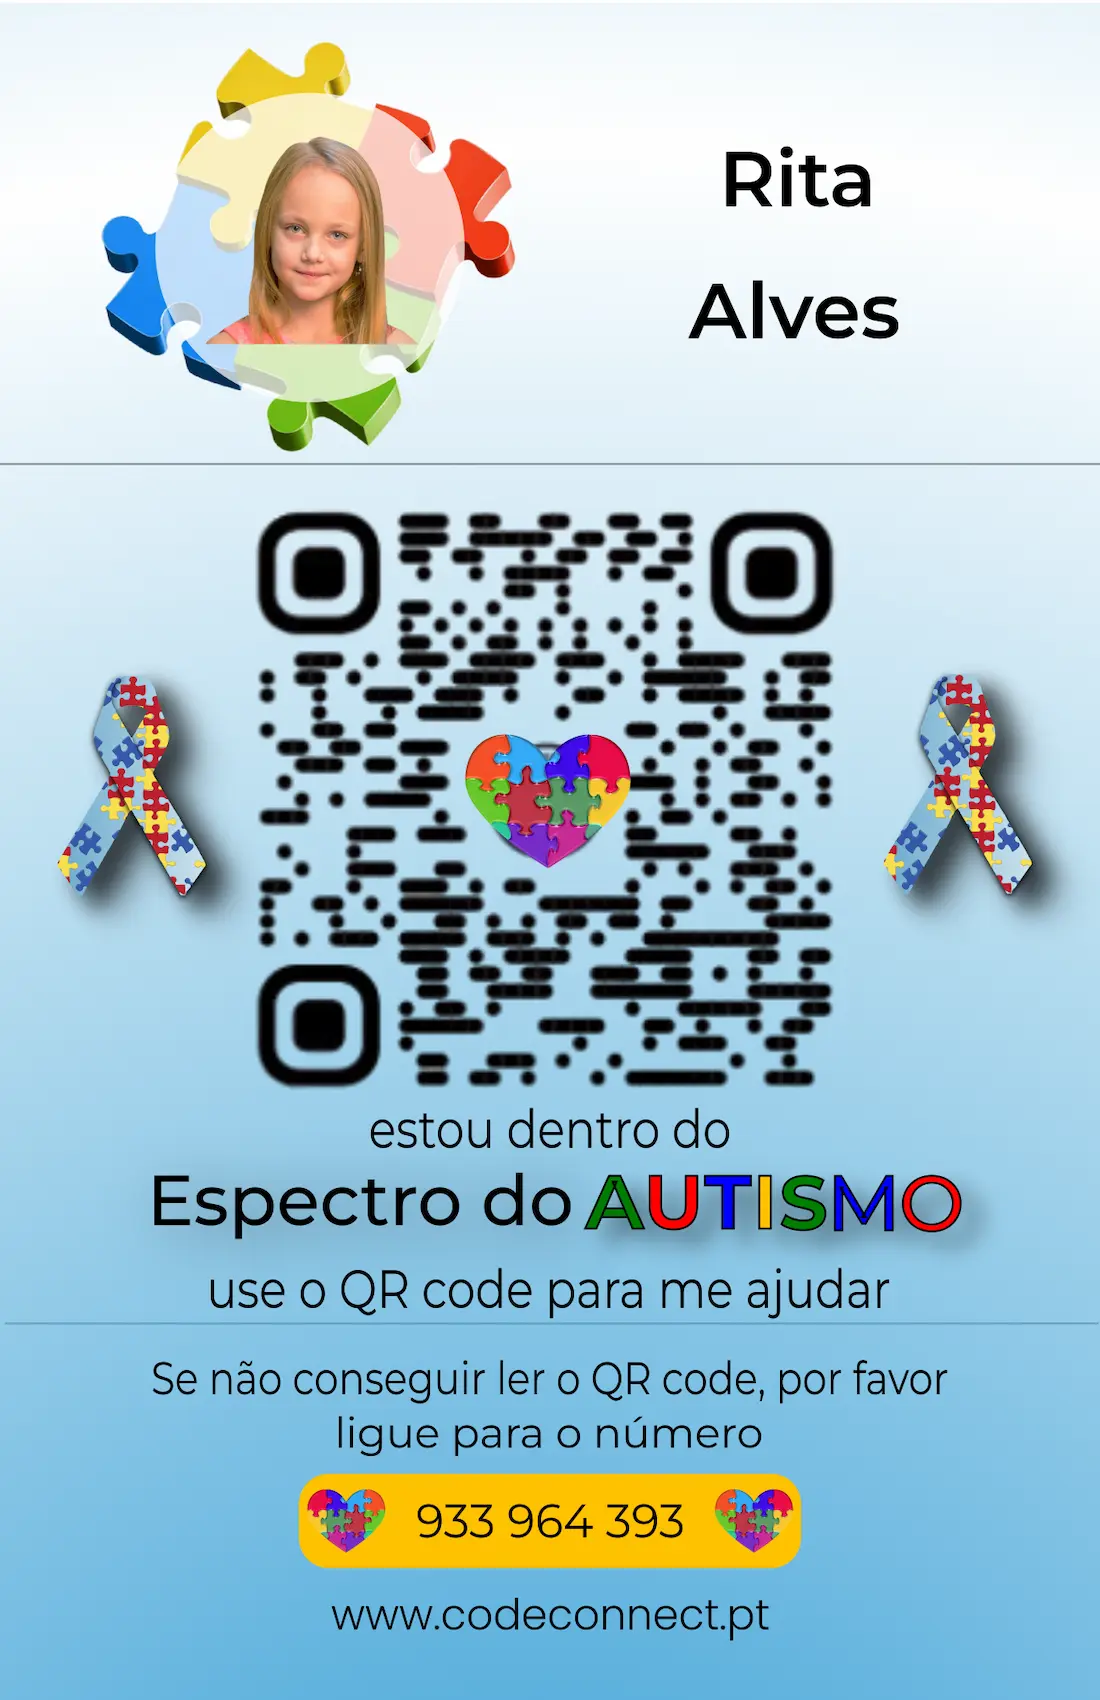 Rita
Alves
estou dentro do
Espectro do AUTISMO
use o QR code para me ajudar
Se não conseguir ler o QR code, por favor
ligue para o número
933 964 393
www.codeconnect.pt